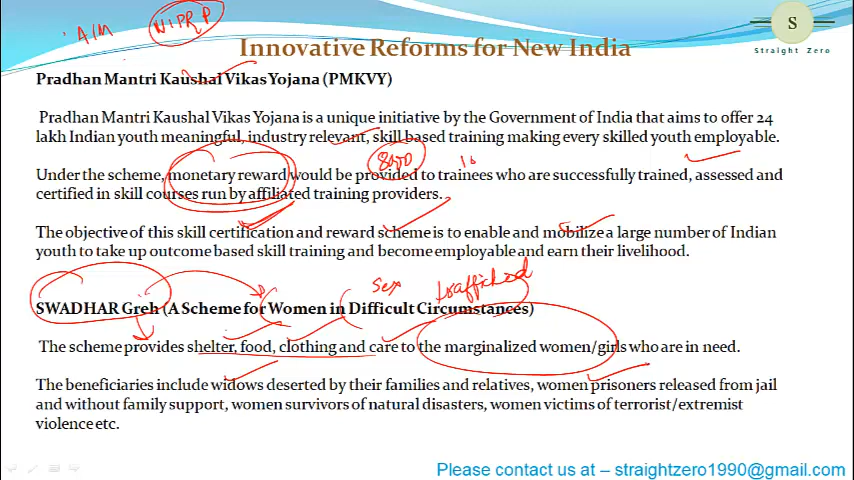 A/M
WIPRP
S
Straight Zero
Innovative Reforms for New India
Pradhan Mantri Kaushal Vikas Yojana (PMKVY)
Pradhan Mantri Kaushal Vikas Yojana is a unique initiative by the Government of India that aims to offer 24
lakh Indian youth meaningful, industry relevant, skill based training making every skilled youth employable.
8000
Under the scheme, monetary reward would be provided to trainees who are successfully trained, assessed and
certified in skill courses run by affiliated training providers.
The objective of this skill certification and reward scheme is to enable and mobilize a large number of Indian
youth to take up outcome based skill training and become employable and earn their livelihood.
Sex trafficked
SWADHAR Greh (A Scheme for Women in Difficult Circumstances)
The scheme provides shelter, food, clothing and care to the marginalized women/girls who are in need.
The beneficiaries include widows deserted by their families and relatives, women prisoners released from jail
and without family support, women survivors of natural disasters, women victims of terrorist/extremist
violence etc.
Please contact us at – straightzero1990@gmail.com